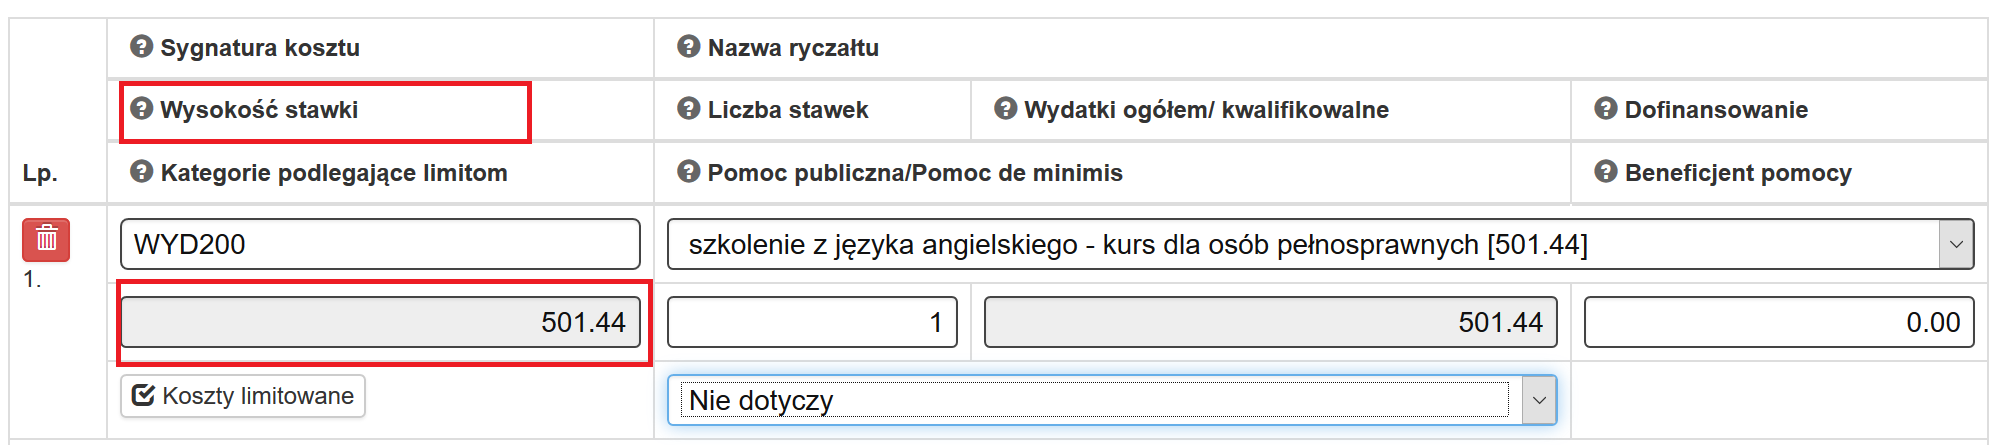 Sygnatura kosztu
Nazwa ryczałtu
Wysokość stawki
Liczba stawek
Wydatki ogółem/ kwalifikowalne
Dofinansowanie
Lp.
Kategorie podlegające limitom
Pomoc publiczna/Pomoc de minimis
Beneficjent pomocy
WYD200
szkolenie z języka angielskiego - kurs dla osób pełnosprawnych [501.44]
1.
501.44
1
501.44
0.00
Koszty limitowane
Nie dotyczy